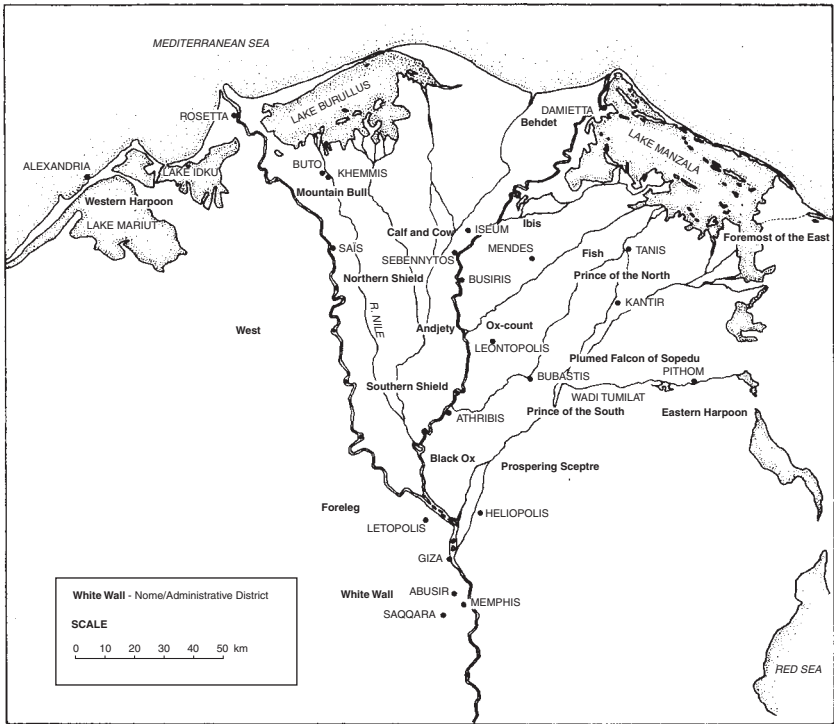 MEDITERRANEAN SEA
LAKE BURULLUS
ROSETTA
DAMIETTA
Behdet
LAKE MANZALA
ALEXANDRIA
LAKE IDKU
BUTO
KHEMMIS
Mountain Bull
Western Harpoon
LAKE MARIUT
Calf and Cow
ISEUM
Ibis
Foremost of the East
SAIS
SEBENNYTOS
MENDES
Fish
TANIS
Northern Shield
BUSIRIS
Prince of the North
KANTIR
R. NILE
West
Andjety
Ox-count
LEONTOPOLIS
Plumed Falcon of Sopedu
PITHOM
Southern Shield
BUBASTIS
WADI TUMILAT
ATHRIBIS
Prince of the South
Eastern Harpoon
Black Ox
Prospering Sceptre
Foreleg
LETOPOLIS
HELIOPOLIS
GIZA
White Wall
ABUSIR
MEMPHIS
SAQQARA
RED SEA
White Wall - Nome/Administrative District
SCALE
0 10 20 30 40 50 km